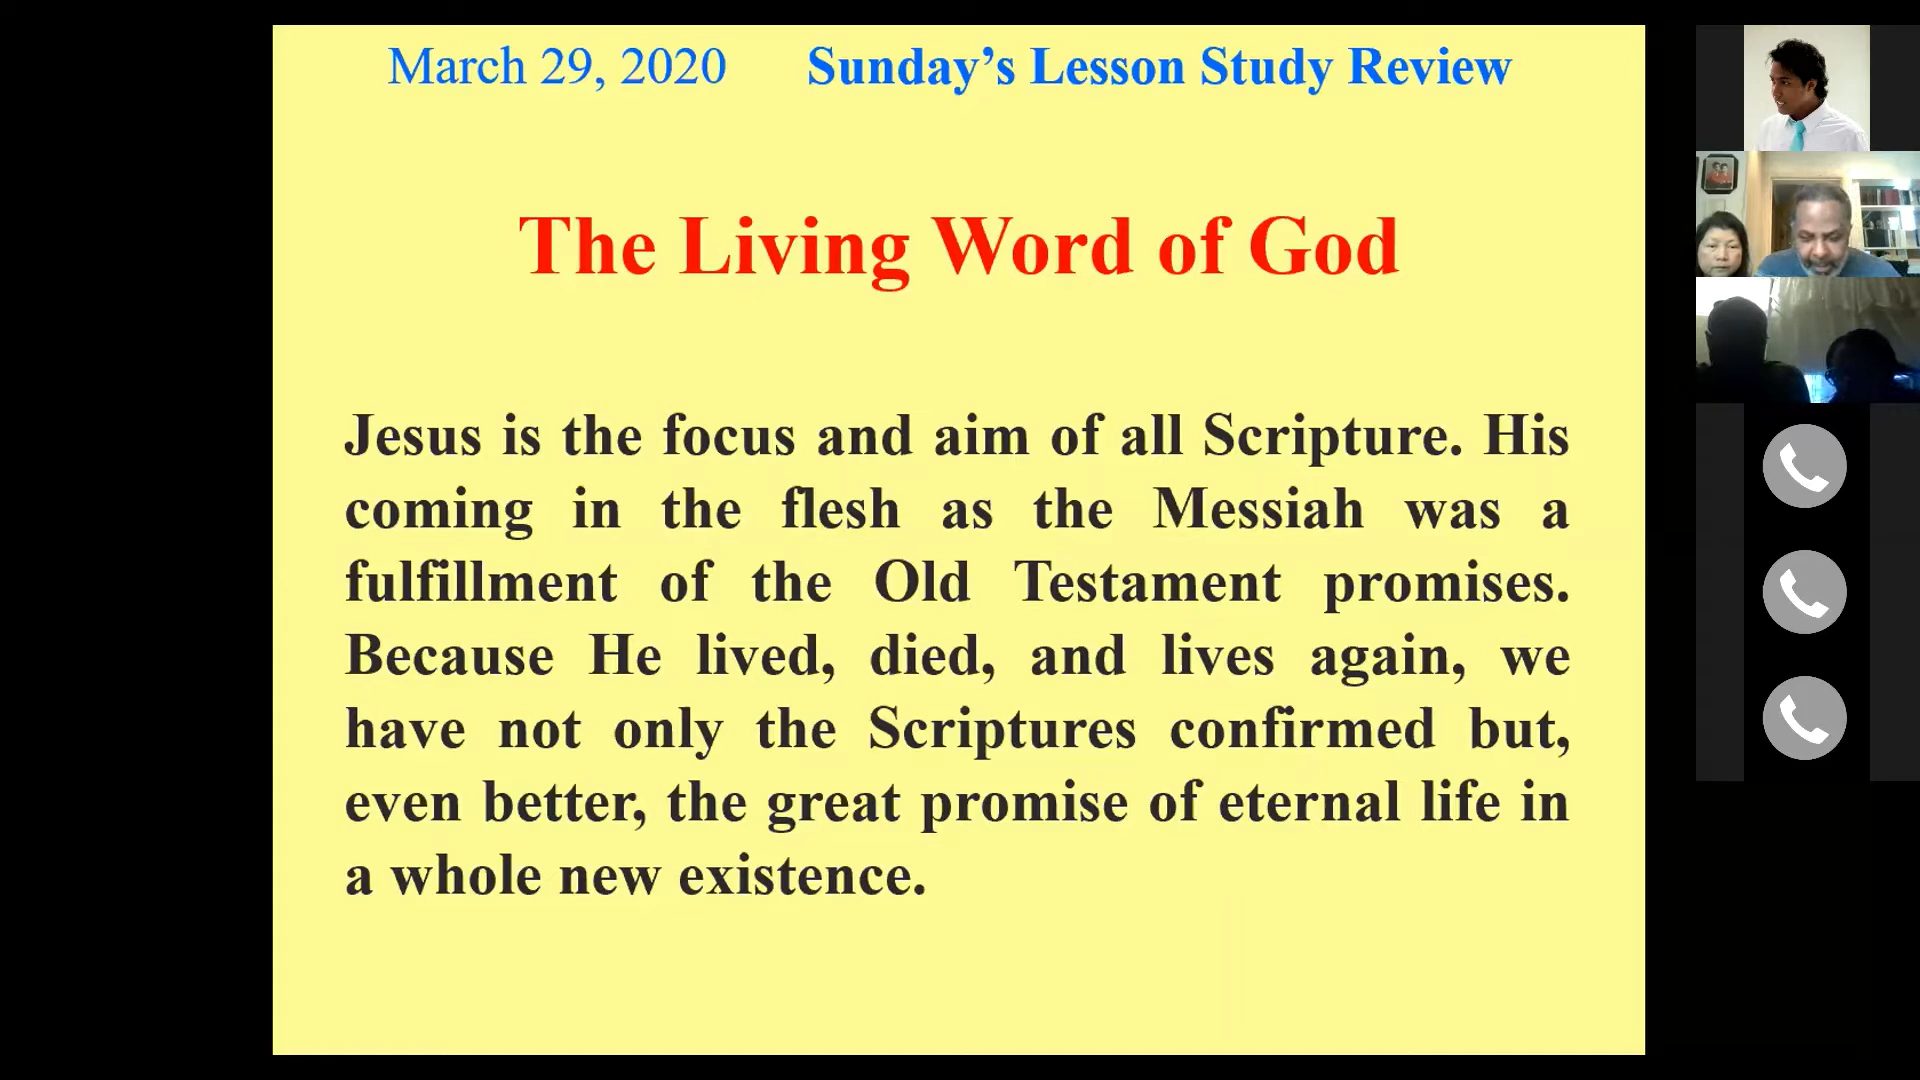 March 29, 2020 Sunday’s Lesson Study Review
The Living Word of God
Jesus is the focus and aim of all Scripture. His
coming in the flesh as the Messiah was a
fulfillment of the Old Testament promises.
Because He lived, died, and lives again, we
have not only the Scriptures confirmed but,
even better, the great promise of eternal life in
a whole new existence.